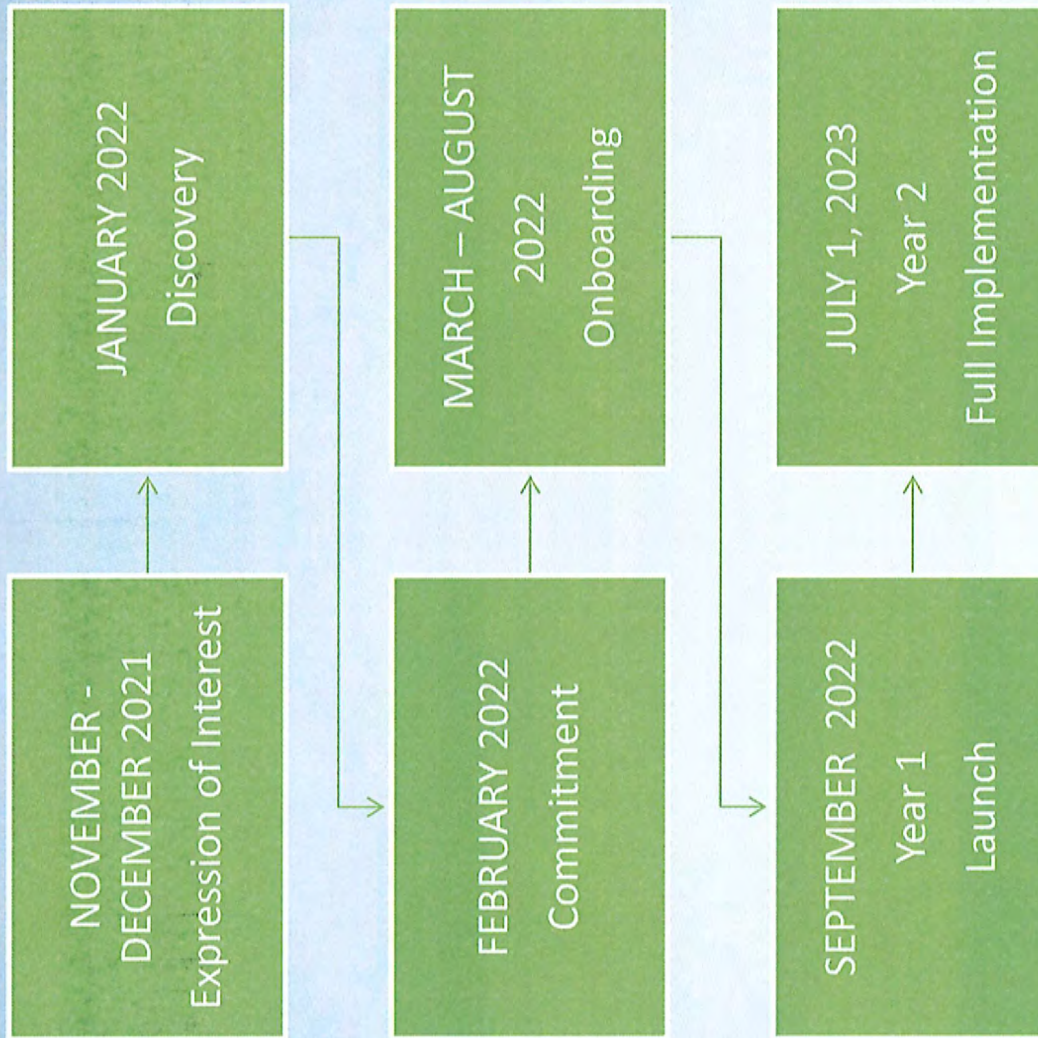 NOVEMBER -
DECEMBER 2021
Expression of Interest
JANUARY 2022
Discovery
FEBRUARY 2022
Commitment
MARCH – AUGUST
2022
Onboarding
SEPTEMBER 2022
Year 1
Launch
JULY 1, 2023
Year 2
Full Implementation